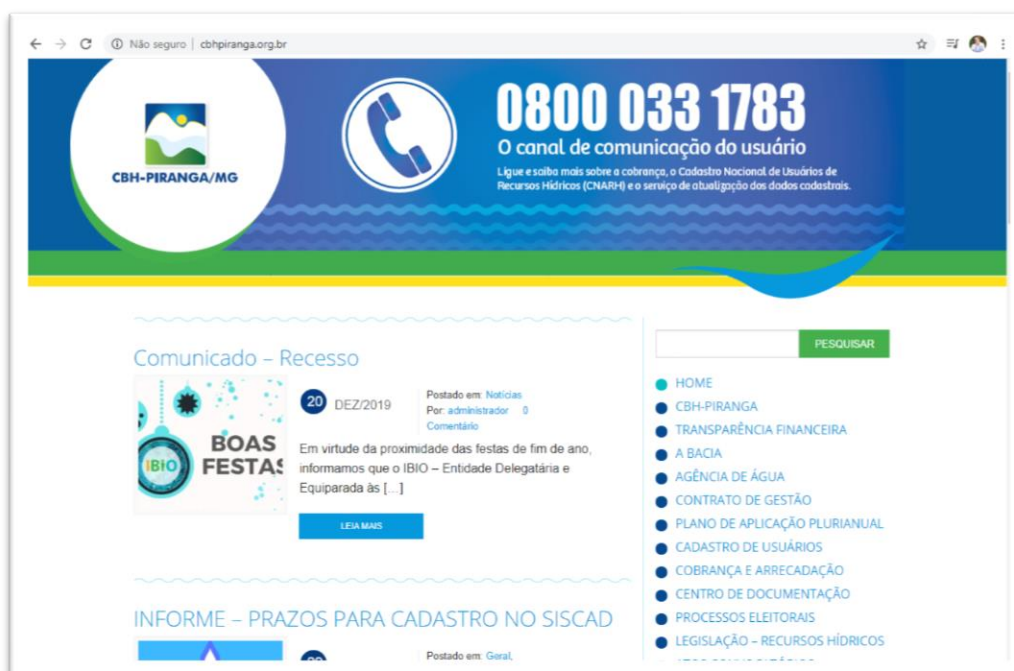 Não seguro | cbhpiranga.org.br
CBH-PIRANGA/MG
0800 033 1783
O canal de comunicação do usuário
Ligue e saiba mais sobre a cobrança, o Cadastro Nacional de Usuários de
Recursos Hídricos (CNARH) e o serviço de atualização dos dados cadastrais.
Comunicado – Recesso
IBIO
BOAS
FESTAS
20 DEZ/2019
Postado em: Notícias
Por: administrador 0
Comentário
Em virtude da proximidade das festas de fim de ano,
informamos que o IBIO – Entidade Delegatária e
Equiparada às [...]
LEIA MAIS
INFORME – PRAZOS PARA CADASTRO NO SISCAD
Postado em: Geral,
PESQUISAR
HOME
CBH-PIRANGA
TRANSPARÊNCIA FINANCEIRA
A BACIA
AGÊNCIA DE ÁGUA
CONTRATO DE GESTÃO
PLANO DE APLICAÇÃO PLURIANUAL
CADASTRO DE USUÁRIOS
COBRANÇA E ARRECADAÇÃO
CENTRO DE DOCUMENTAÇÃO
PROCESSOS ELEITORAIS
LEGISLAÇÃO – RECURSOS HÍDRICOS